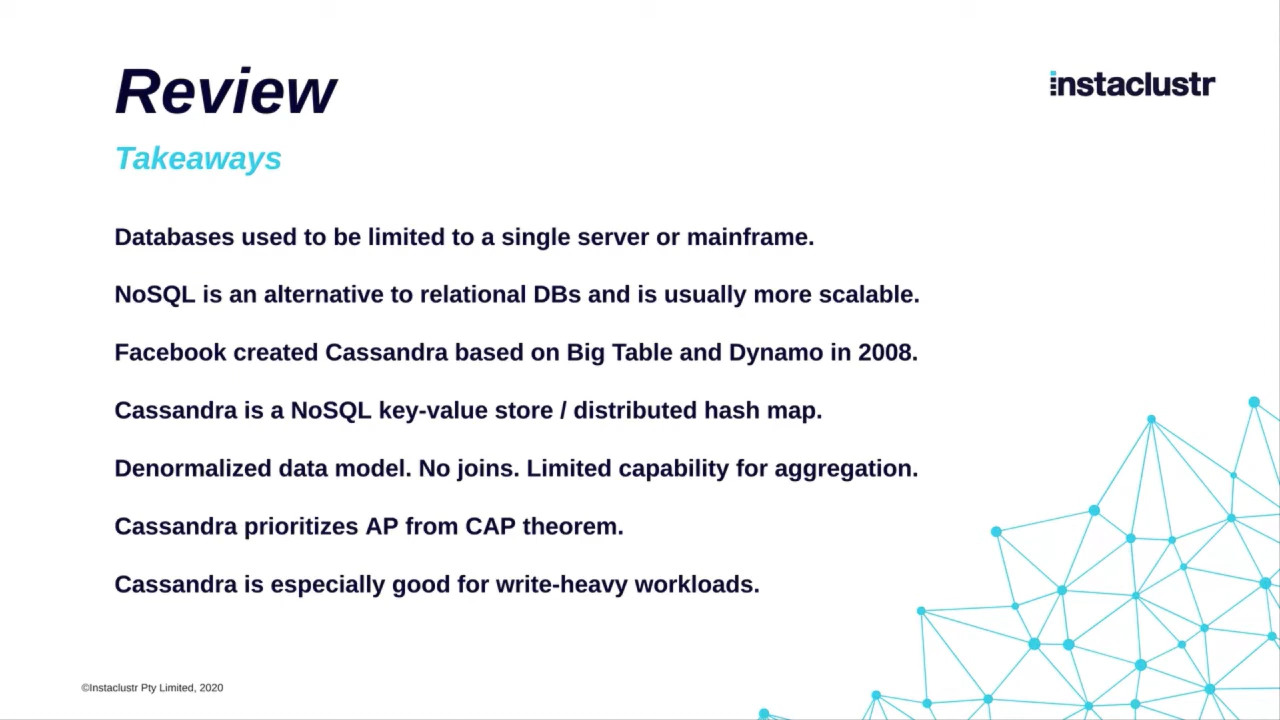 Review
instaclustr
Takeaways
Databases used to be limited to a single server or mainframe.
NoSQL is an alternative to relational DBs and is usually more scalable.
Facebook created Cassandra based on Big Table and Dynamo in 2008.
Cassandra is a NoSQL key-value store / distributed hash map.
Denormalized data model. No joins. Limited capability for aggregation.
Cassandra prioritizes AP from CAP theorem.
Cassandra is especially good for write-heavy workloads.
©Instaclustr Pty Limited, 2020